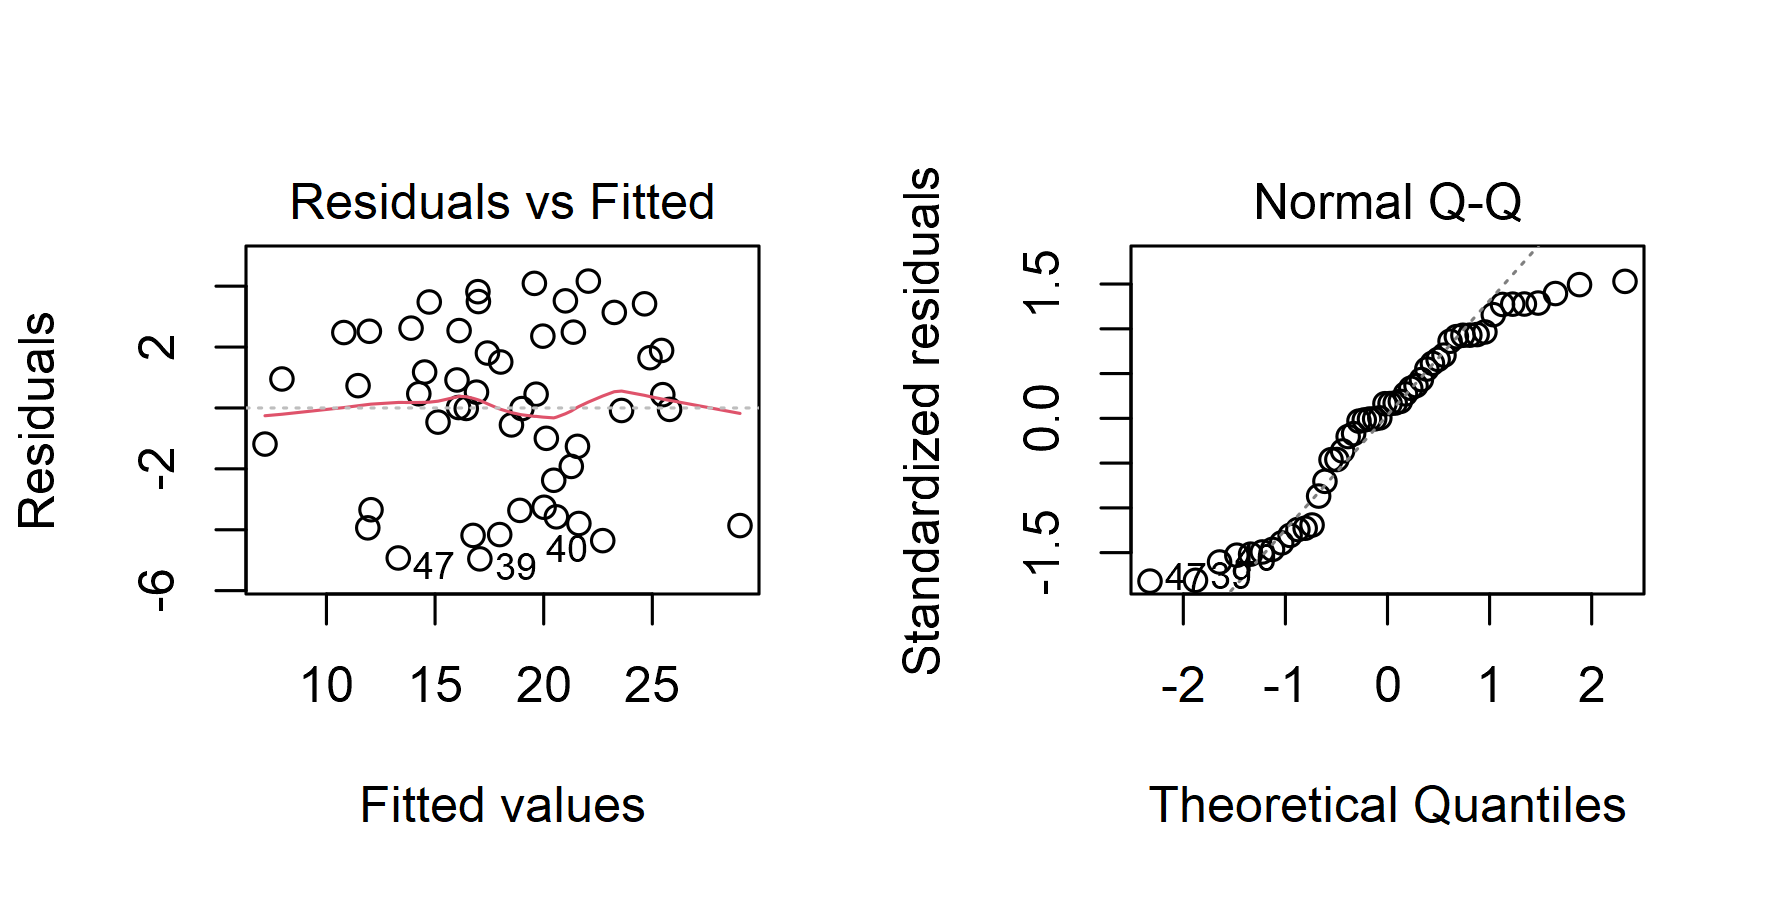 Residuals vs Fitted
Residuals
2
-2
-6
47
39
40
10 15 20 25
Fitted values
Normal Q-Q
Standardized residuals
1.5
0.0
-1.5
47
39
40
-2 -1 0 1 2
Theoretical Quantiles